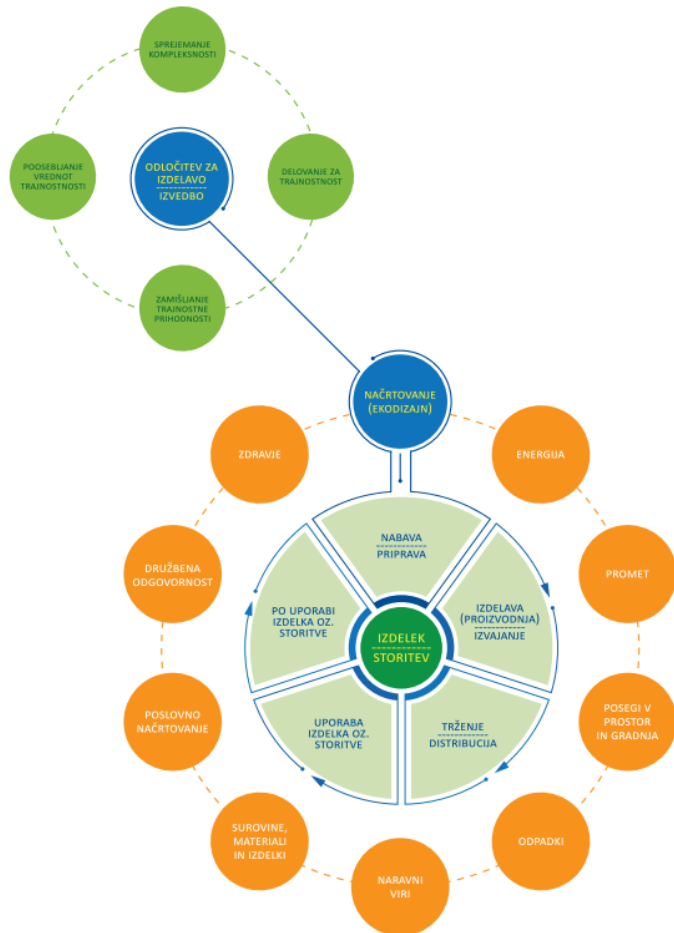 SPREJEMANJE
KOMPLEKSNOSTI
POOSEBLJANJE
VREDNOT
TRAJNOSTNOSTI
ODLOČITEV ZA
IZDELAVO
IZVEDBO
DELOVANJE ZA
TRAJNOSTNOST
ZAMIŠLJANJE
TRAJNOSTNE
PRIHODNOSTI
NAČRTOVANJE
(EKODIZAJN)
ZDRAVJE
ENERGIJA
DRUŽBENA
ODGOVORNOST
PROMET
NABAVA
PRIPRAVA
PO UPORABI
IZDELKA OZ.
STORITVE
IZDELEK
STORITEV
IZDELAVA
(PROIZVODNJA)
IZVAJANJE
POSLOVNO
NAČRTOVANJE
UPORABA
IZDELKA OZ.
STORITVE
TRŽENJE
DISTRIBUCIJA
POSEGI V
PROSTOR
IN GRADNJA
SUROVINE,
MATERIALI
IN IZDELKI
ODPADKI
NARAVNI
VIRI